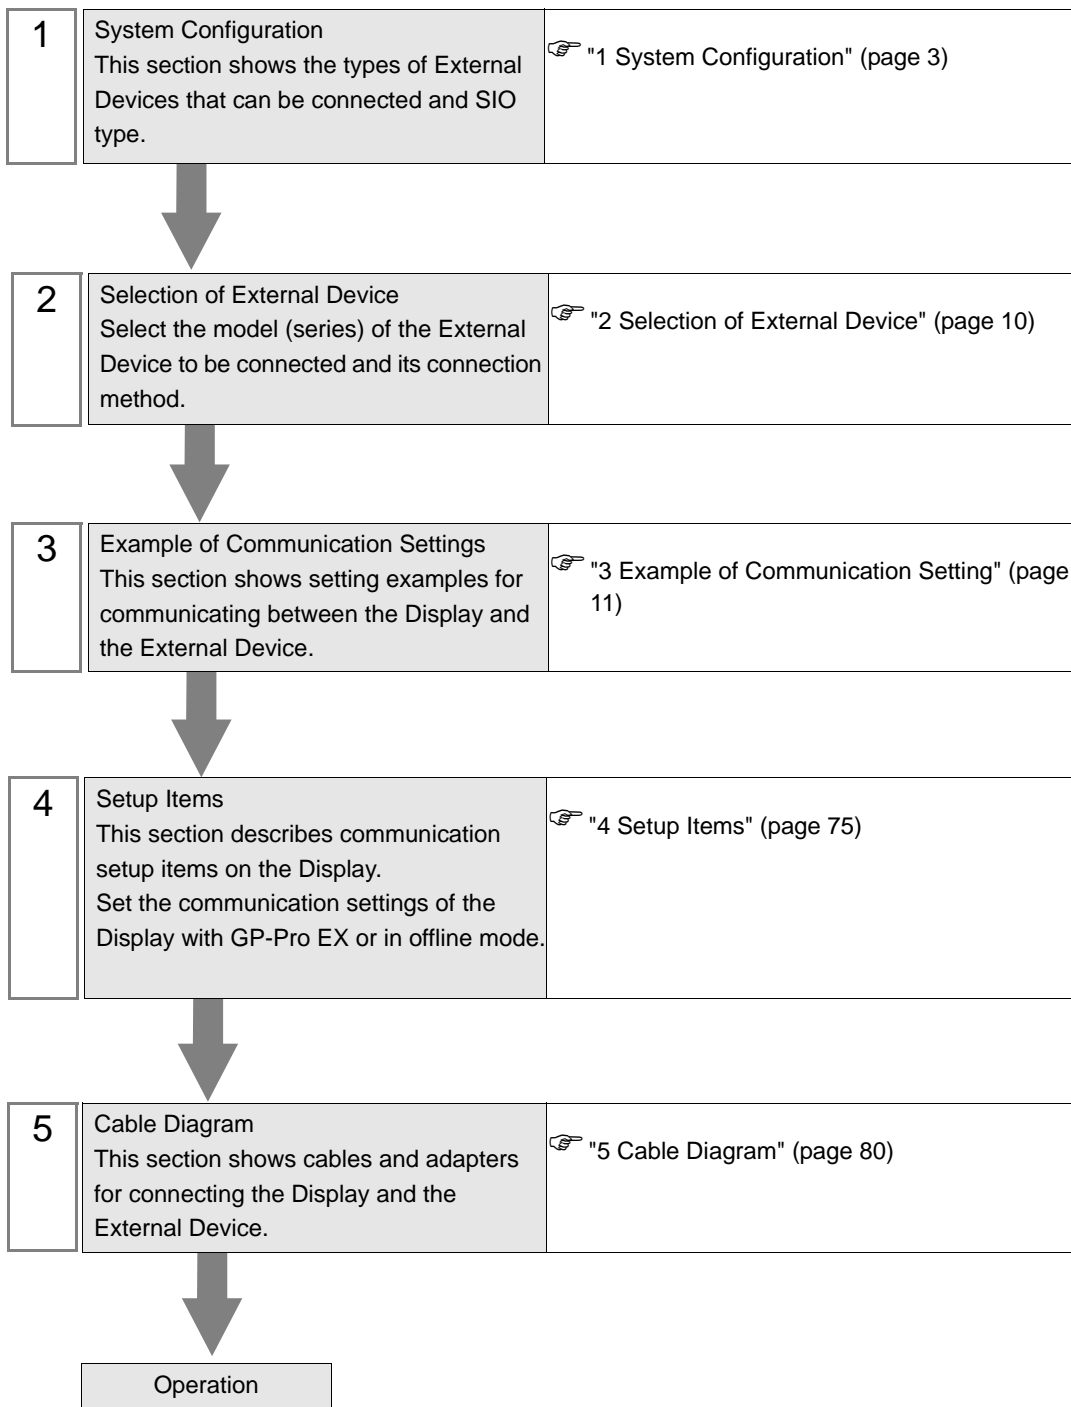 1
System Configuration
This section shows the types of External
Devices that can be connected and SIO
type.
"1 System Configuration" (page 3)
2
Selection of External Device
Select the model (series) of the External
Device to be connected and its connection
method.
"2 Selection of External Device" (page 10)
3
Example of Communication Settings
This section shows setting examples for
communicating between the Display and
the External Device.
"3 Example of Communication Setting" (page
11)
4
Setup Items
This section describes communication
setup items on the Display.
Set the communication settings of the
Display with GP-Pro EX or in offline mode.
"4 Setup Items" (page 75)
5
Cable Diagram
This section shows cables and adapters
for connecting the Display and the
External Device.
"5 Cable Diagram" (page 80)
Operation